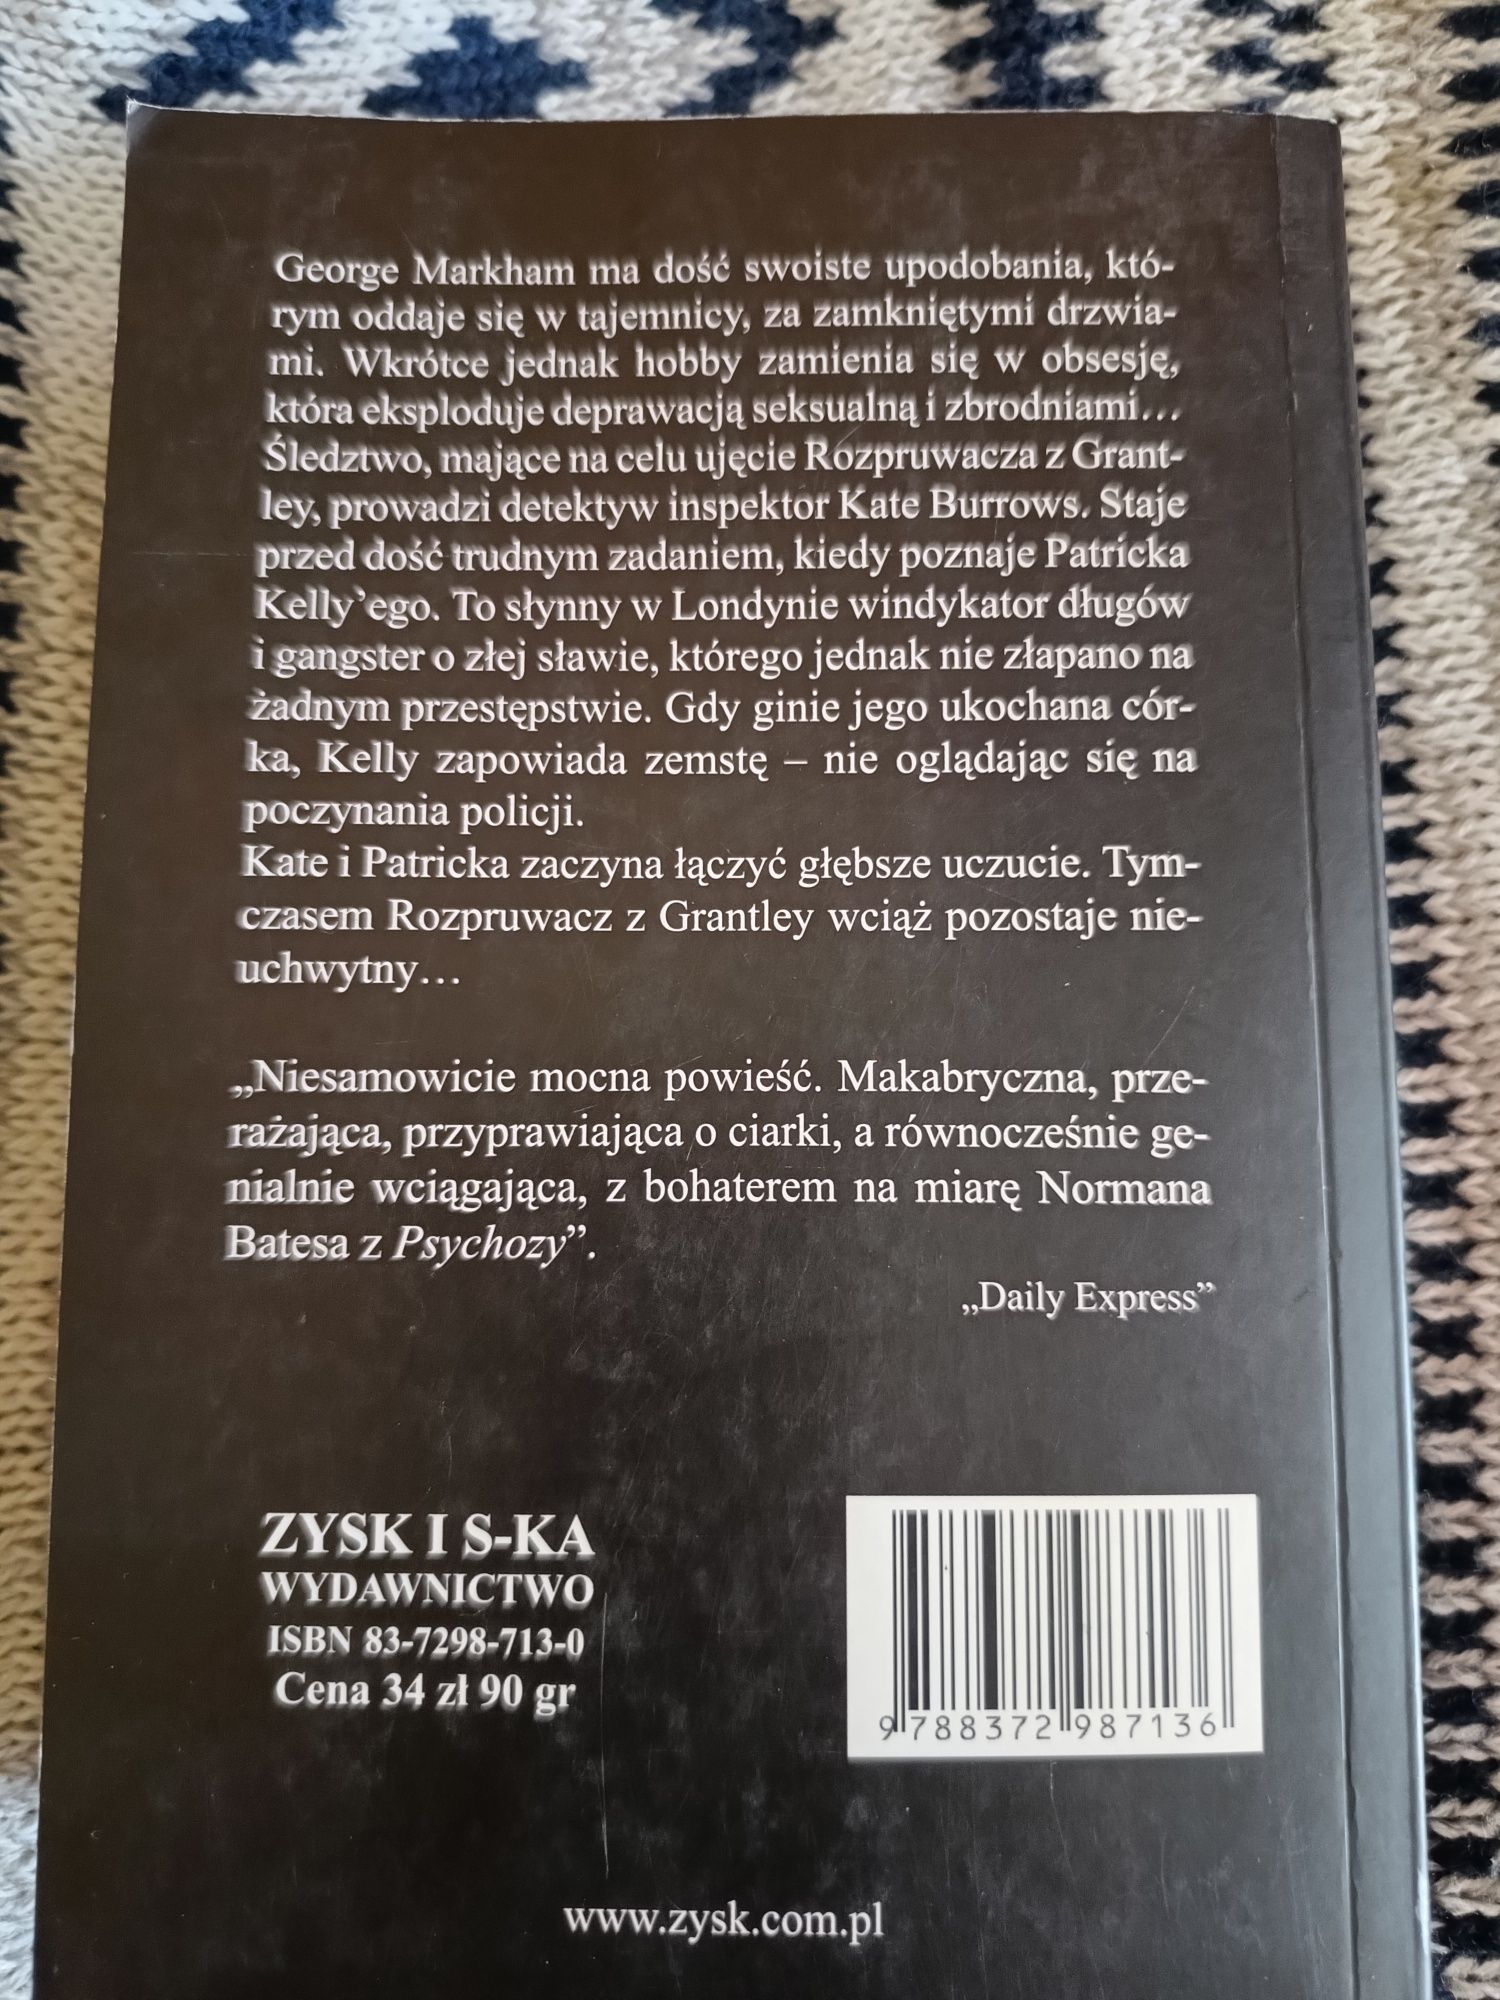 George Markham ma dość swoiste upodobania, któ-
rym oddaje się w tajemnicy, za zamkniętymi drzwia-
mi. Wkrótce jednak hobby zamienia się w obsesję,
która eksploduje deprawacją seksualną i zbrodniami…
Śledztwo, mające na celu ujęcie Rozpruwacza z Grant-
ley, prowadzi detektyw inspektor Kate Burrows. Staje
przed dość trudnym zadaniem, kiedy poznaje Patricka
Kelly’ego. To słynny w Londynie windykator długów
i gangster o złej sławie, którego jednak nie złapano na
żadnym przestępstwie. Gdy ginie jego ukochana cór-
ka, Kelly zapowiada zemstę – nie oglądając się na
poczynania policji.
Kate i Patricka zaczyna łączyć głębsze uczucie. Tym-
czasem Rozpruwacz z Grantley wciąż pozostaje nie-
uchwytny…
„Niesamowicie mocna powieść. Makabryczna, prze-
rażająca, przyprawiająca o ciarki, a równocześnie ge-
nialnie wciągająca, z bohaterem na miarę Normana
Batesa z Psychozy”.
„Daily Express”
ZYSK I S-KA
WYDAWNICTWO
ISBN 83-7298-713-0
Cena 34 zł 90 gr
9 788372 987136
www.zysk.com.pl